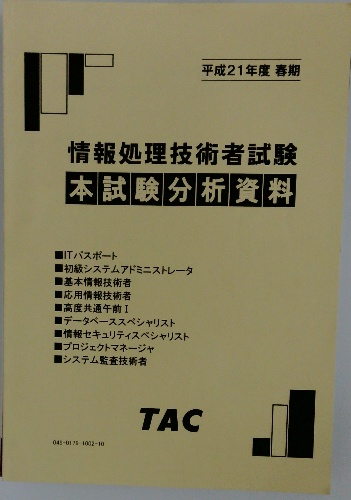 平成21年度 春期
情報処理技術者試験
本試験分析資料
■ITパスポート
■初級システムアドミニストレータ
■基本情報技術者
■応用情報技術者
■高度共通午前Ⅰ
■データベーススペシャリスト
■情報セキュリティスペシャリスト
■プロジェクトマネージャ
■システム監査技術者
TAC